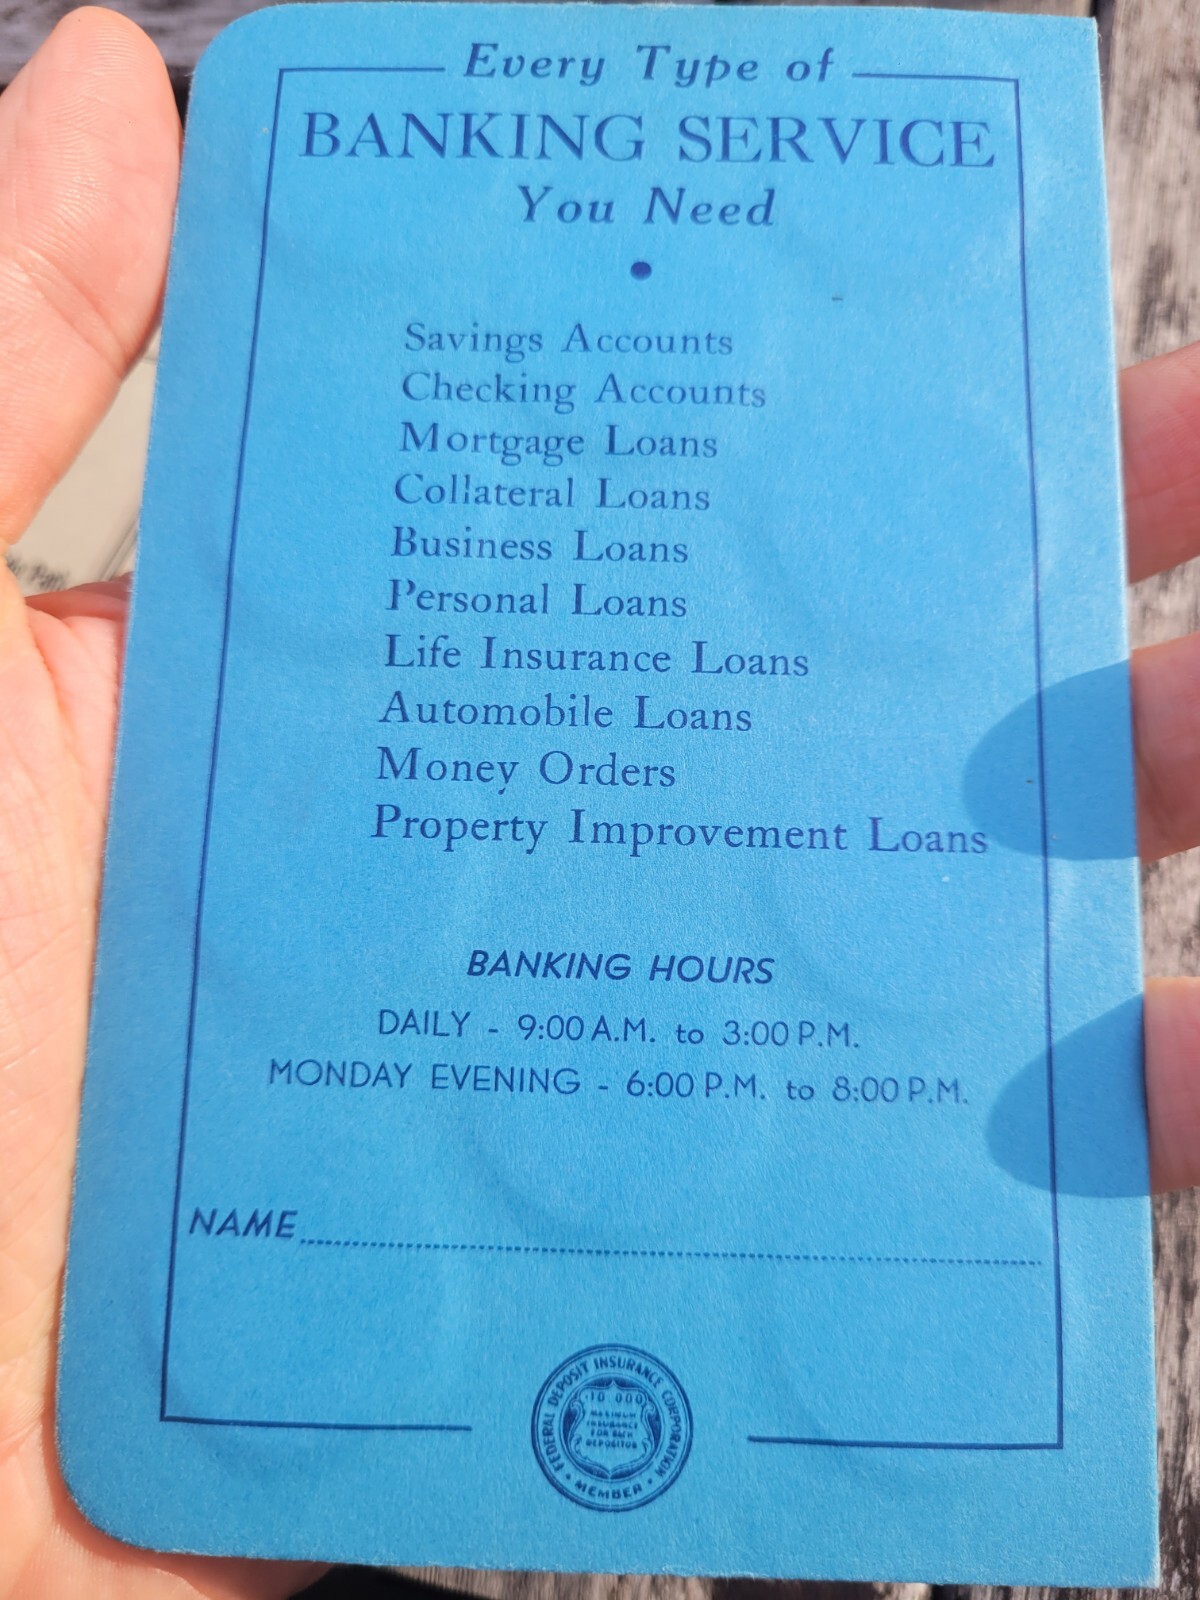 Every Type of
BANKING SERVICE
You Need
•
Savings Accounts
Checking Accounts
Mortgage Loans
Collateral Loans
Business Loans
Personal Loans
Life Insurance Loans
Automobile Loans
Money Orders
Property Improvement Loans
BANKING HOURS
DAILY - 9:00 A.M. to 3:00 P.M.
MONDAY EVENING - 6:00 P.M. to 8:00 P.M.
NAME
FEDERAL DEPOSIT INSURANCE CORPORATION
10 000
MAXIMUM
INSURANCE
FOR EACH
DEPOSITOR
• MEMBER •